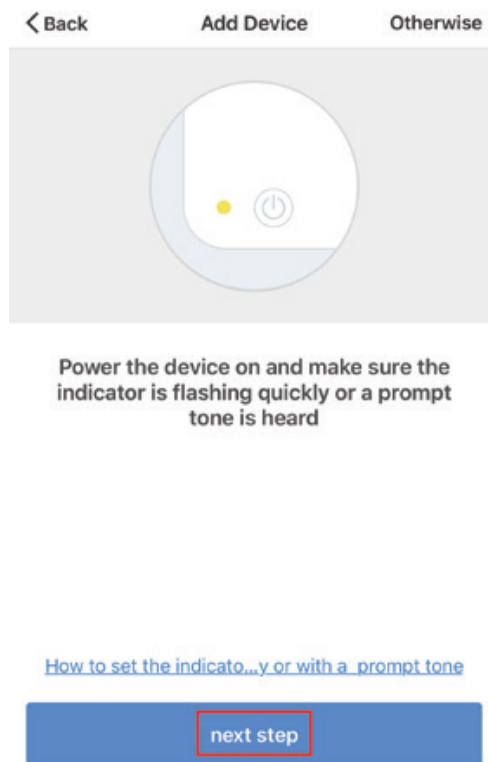 Back Add Device Otherwise
Power the device on and make sure the
indicator is flashing quickly or a prompt
tone is heard
How to set the indicato...y or with a prompt tone
next step